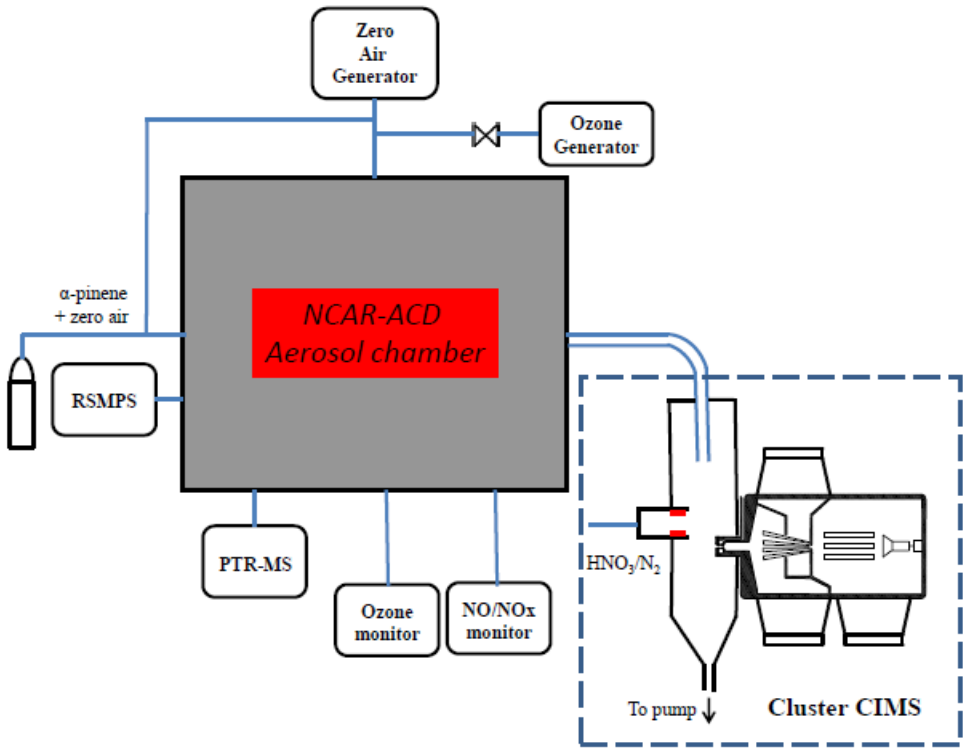 Zero
Air
Generator
Ozone
Generator
α-pinene
+ zero air
NCAR-ACD
Aerosol chamber
RSMPS
PTR-MS
Ozone
monitor
NO/NOx
monitor
HNO₃/N₂
To pump
Cluster CIMS